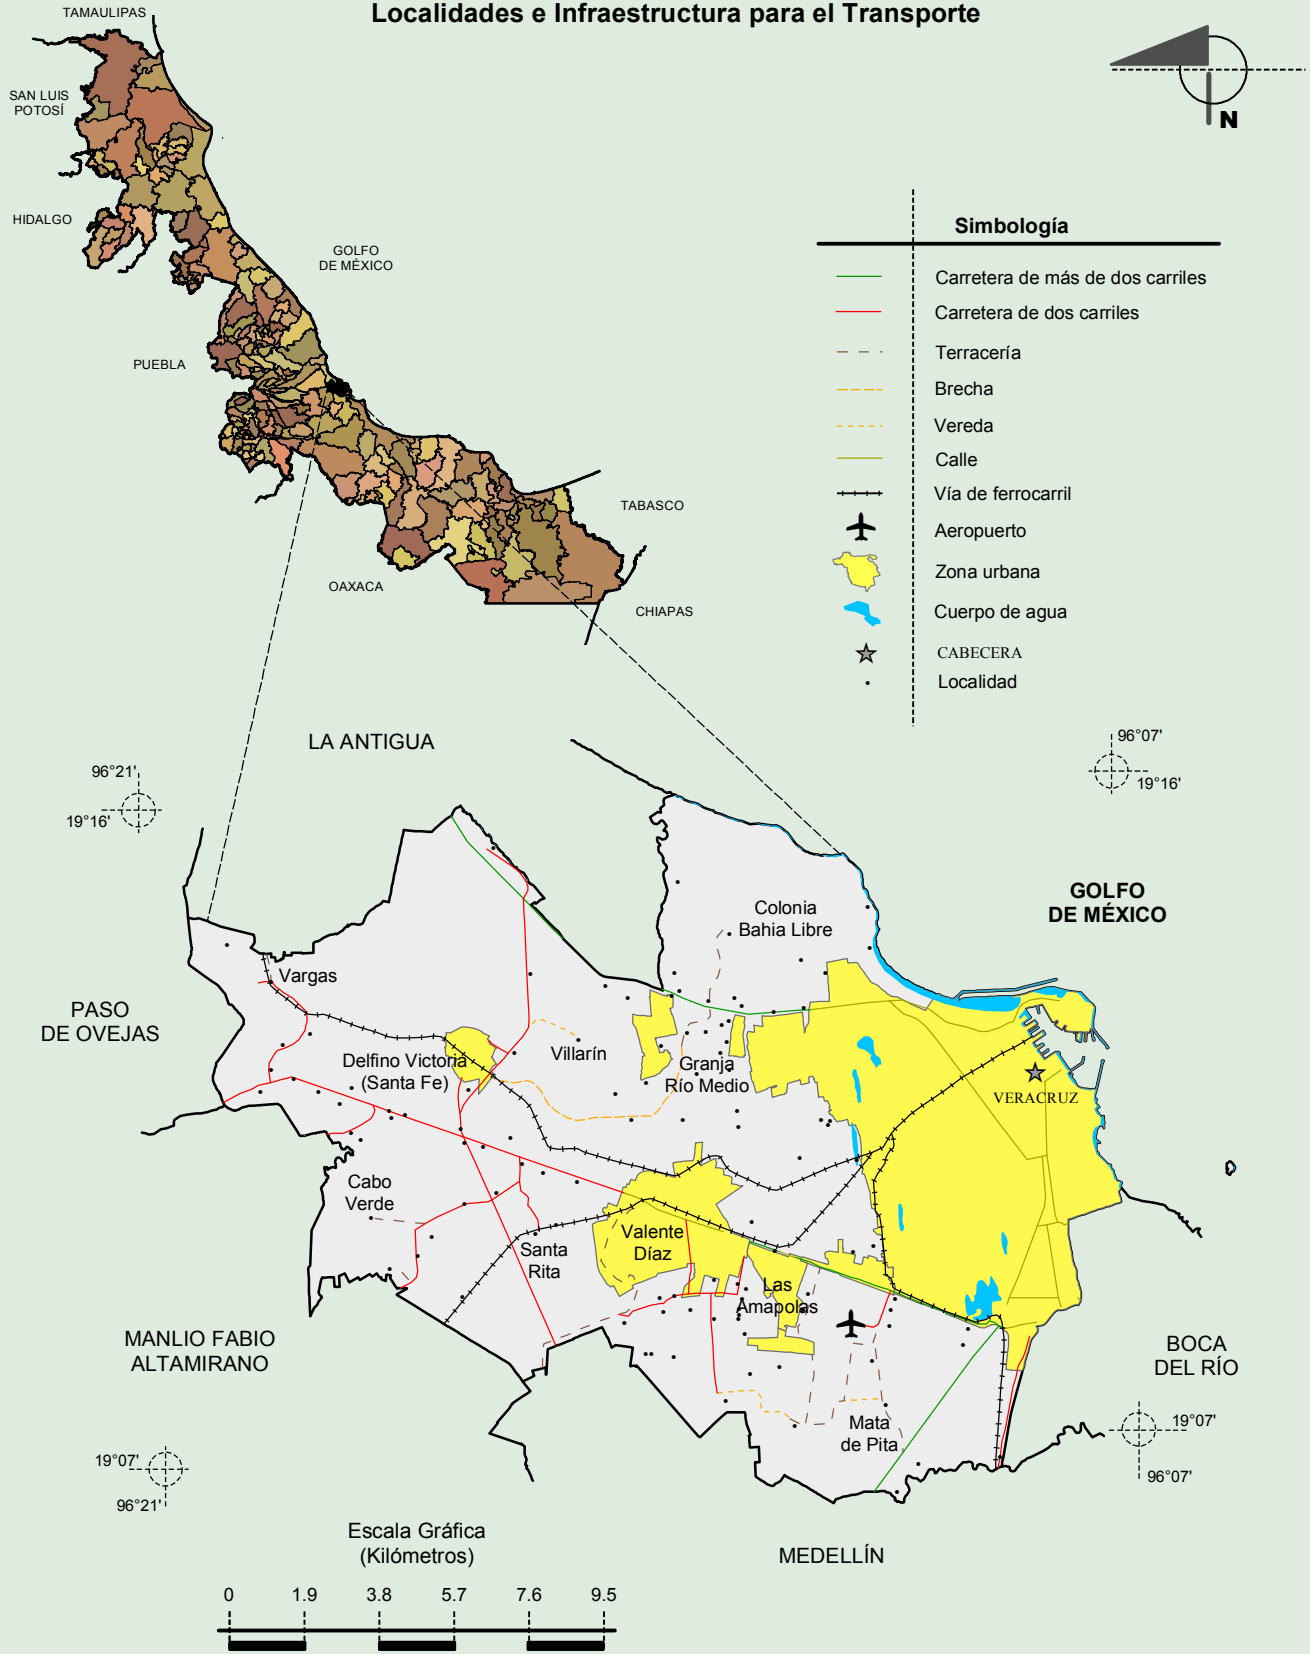 Localidades e Infraestructura para el Transporte
TAMAULIPAS
SAN LUIS
POTOSÍ
HIDALGO
GOLFO
DE MÉXICO
PUEBLA
TABASCO
OAXACA
CHIAPAS
N
Simbología
Carretera de más de dos carriles
Carretera de dos carriles
Terracería
Brecha
Vereda
Calle
Vía de ferrocarril
Aeropuerto
Zona urbana
Cuerpo de agua
CABECERA
Localidad
LA ANTIGUA
96°21'
19°16'
96°07'
19°16'
GOLFO
DE MÉXICO
Colonia
Bahia Libre
Vargas
PASO
DE OVEJAS
Delfino Victoria
(Santa Fe)
Villarín
Granja
Río Medio
VERACRUZ
Cabo
Verde
Santa
Rita
Valente
Díaz
Las
Amapolas
MANLIO FABIO
ALTAMIRANO
BOCA
DEL RÍO
Mata
de Pita
19°07'
96°07'
19°07'
96°21'
MEDELLÍN
Escala Gráfica
(Kilómetros)
0 1.9 3.8 5.7 7.6 9.5